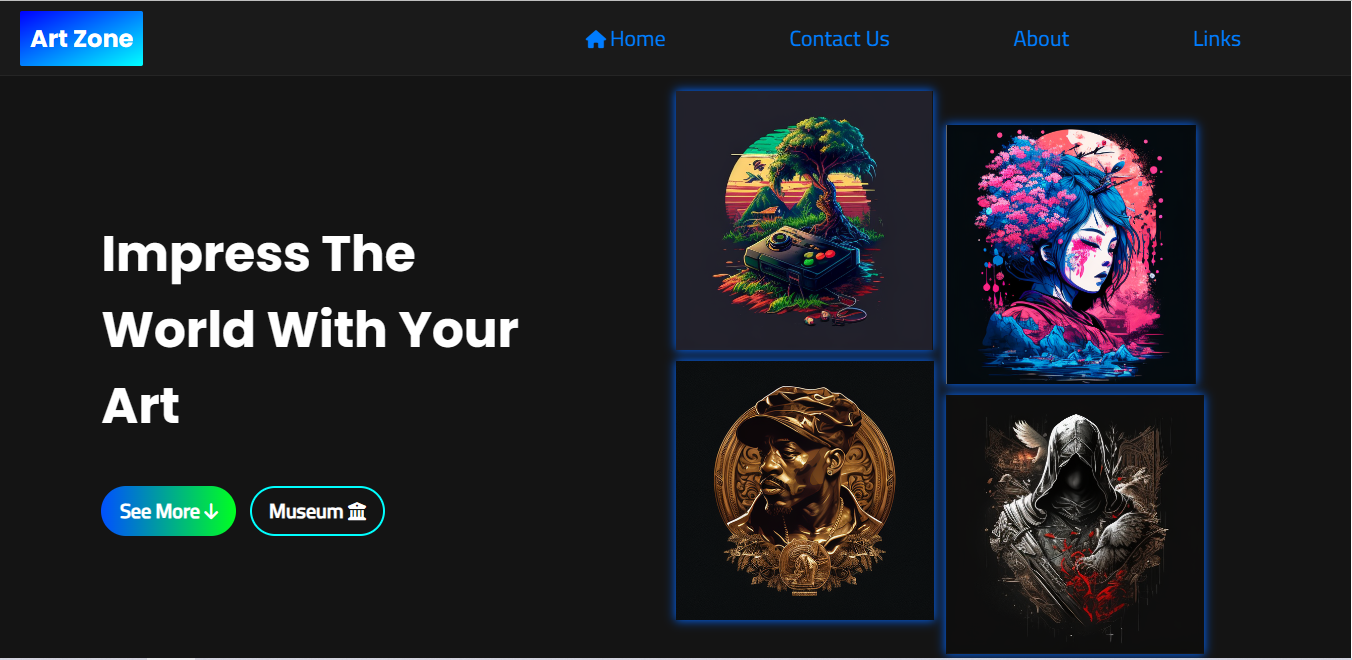 Art Zone
Home
Contact Us
About
Links
Impress The
World With Your
Art
See More
Museum